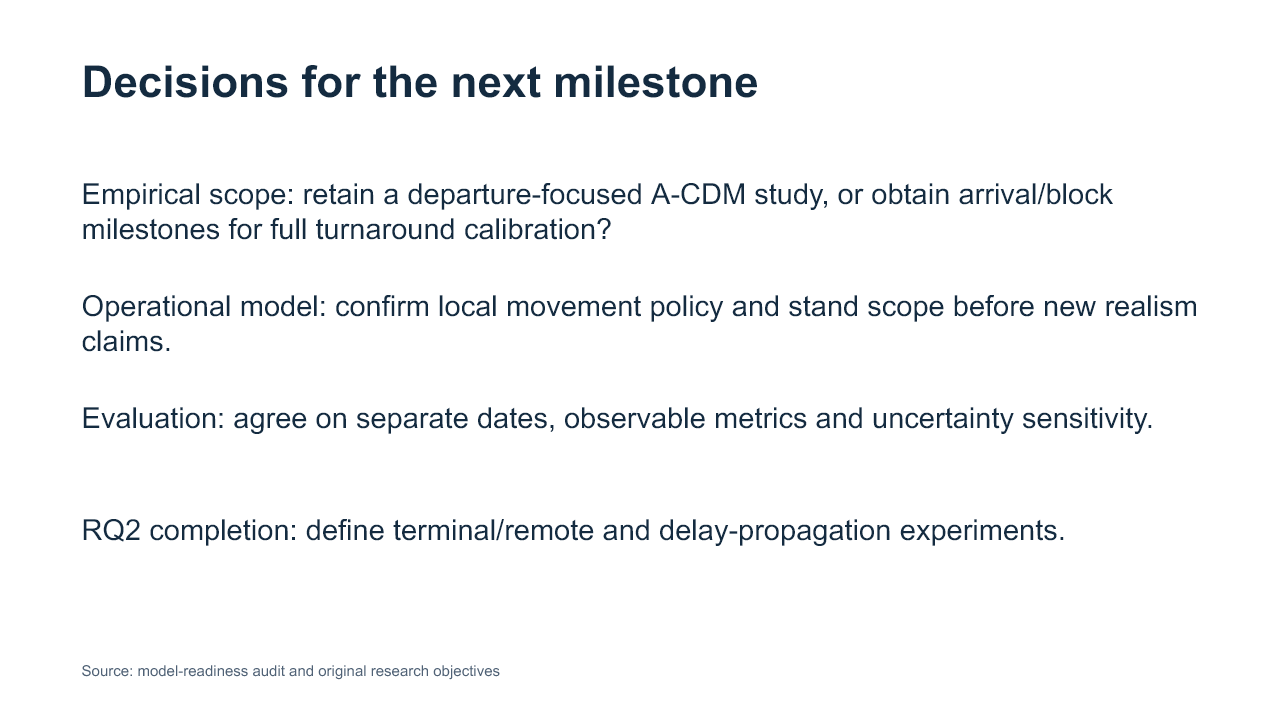 Decisions for the next milestone
Empirical scope: retain a departure-focused A-CDM study, or obtain arrival/block
milestones for full turnaround calibration?
Operational model: confirm local movement policy and stand scope before new realism
claims.
Evaluation: agree on separate dates, observable metrics and uncertainty sensitivity.
RQ2 completion: define terminal/remote and delay-propagation experiments.
Source: model-readiness audit and original research objectives